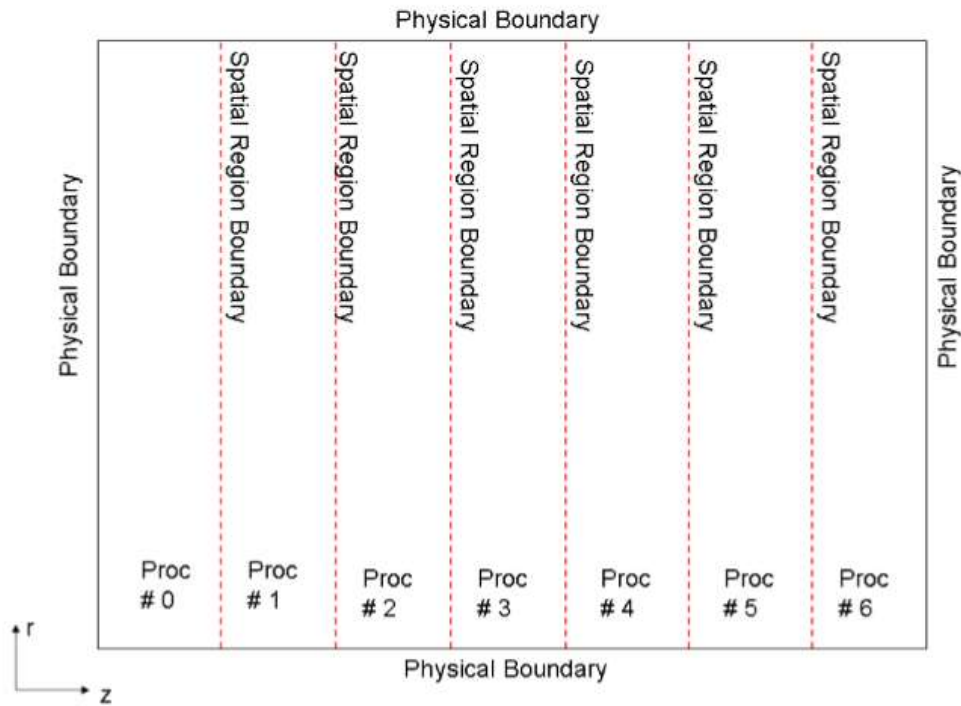 Physical Boundary
Physical Boundary
Spatial Region Boundary
Spatial Region Boundary
Spatial Region Boundary
Spatial Region Boundary
Spatial Region Boundary
Spatial Region Boundary
Physical Boundary
Proc
# 0
Proc
# 1
Proc
# 2
Proc
# 3
Proc
# 4
Proc
# 5
Proc
# 6
r
z
Physical Boundary